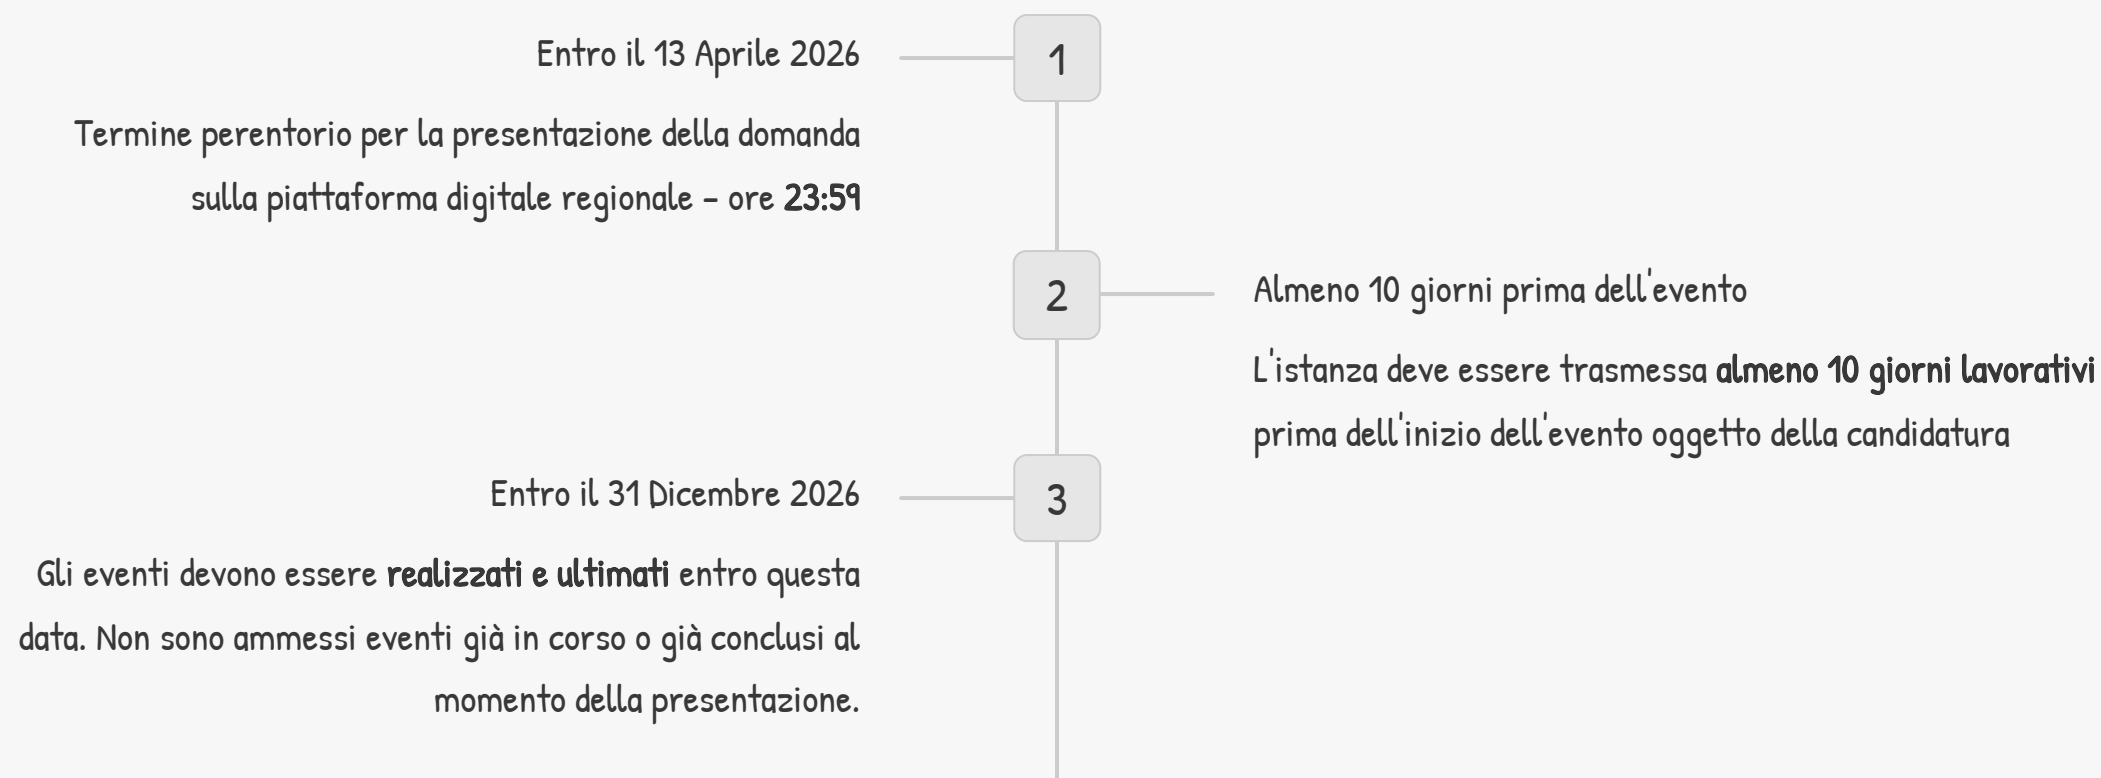 1
Entro il 13 Aprile 2026
Termine perentorio per la presentazione della domanda
sulla piattaforma digitale regionale – ore 23:59
2
Almeno 10 giorni prima dell'evento
L'istanza deve essere trasmessa almeno 10 giorni lavorativi
prima dell'inizio dell'evento oggetto della candidatura
3
Entro il 31 Dicembre 2026
Gli eventi devono essere realizzati e ultimati entro questa
data. Non sono ammessi eventi già in corso o già conclusi al
momento della presentazione.